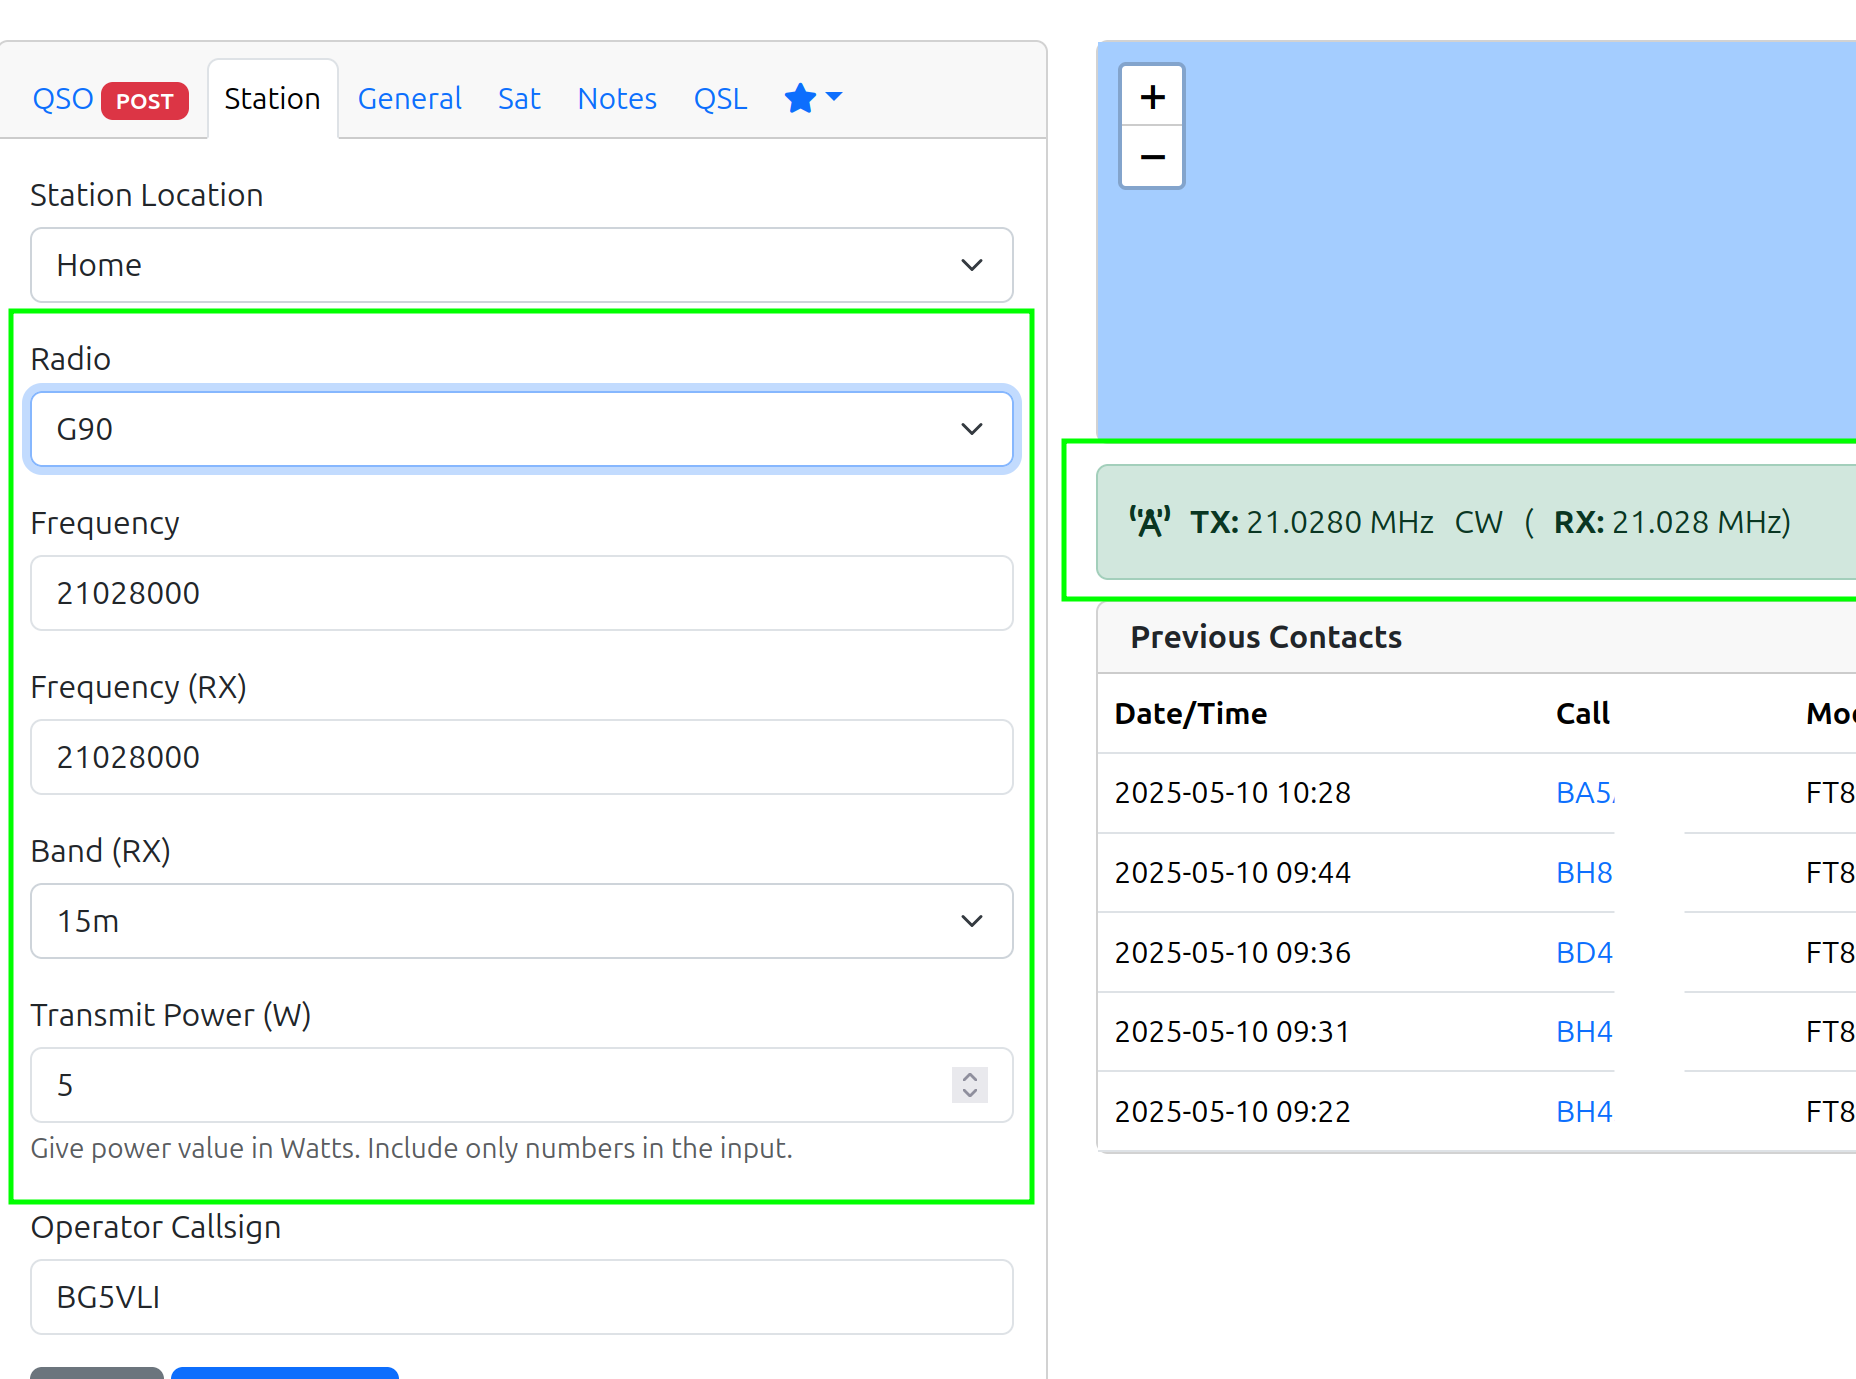 QSO POST Station General Sat Notes QSL
Station Location
Home
Radio
G90
Frequency
21028000
Frequency (RX)
21028000
Band (RX)
15m
Transmit Power (W)
5
Give power value in Watts. Include only numbers in the input.
Operator Callsign
BG5VLI
+
−
TX: 21.0280 MHz CW ( RX: 21.028 MHz)
Previous Contacts
Date/Time Call
2025-05-10 10:28 BA5 FT8
2025-05-10 09:44 BH8 FT8
2025-05-10 09:36 BD4 FT8
2025-05-10 09:31 BH4 FT8
2025-05-10 09:22 BH4 FT8